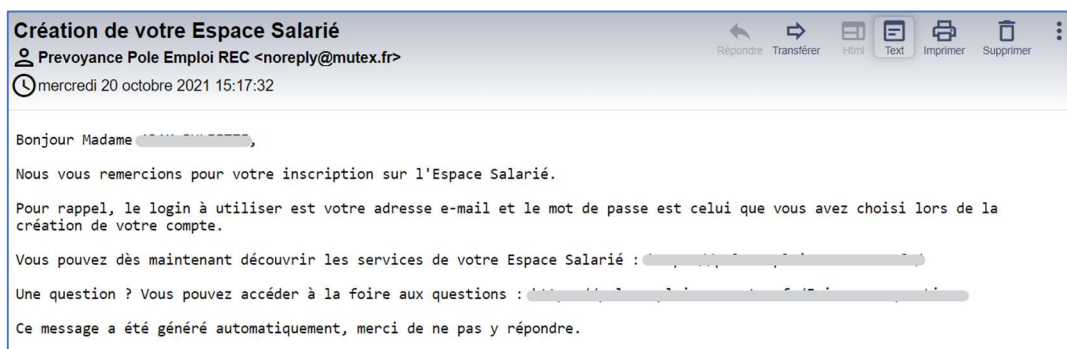 Création de votre Espace Salarié
Prevoyance Pole Emploi REC <noreply@mutex.fr>
mercredi 20 octobre 2021 15:17:32
Répondre Transférer Html Text Imprimer Supprimer
Bonjour Madame ,
Nous vous remercions pour votre inscription sur l'Espace Salarié.
Pour rappel, le login à utiliser est votre adresse e-mail et le mot de passe est celui que vous avez choisi lors de la
création de votre compte.
Vous pouvez dès maintenant découvrir les services de votre Espace Salarié :
Une question ? Vous pouvez accéder à la foire aux questions :
Ce message a été généré automatiquement, merci de ne pas y répondre.